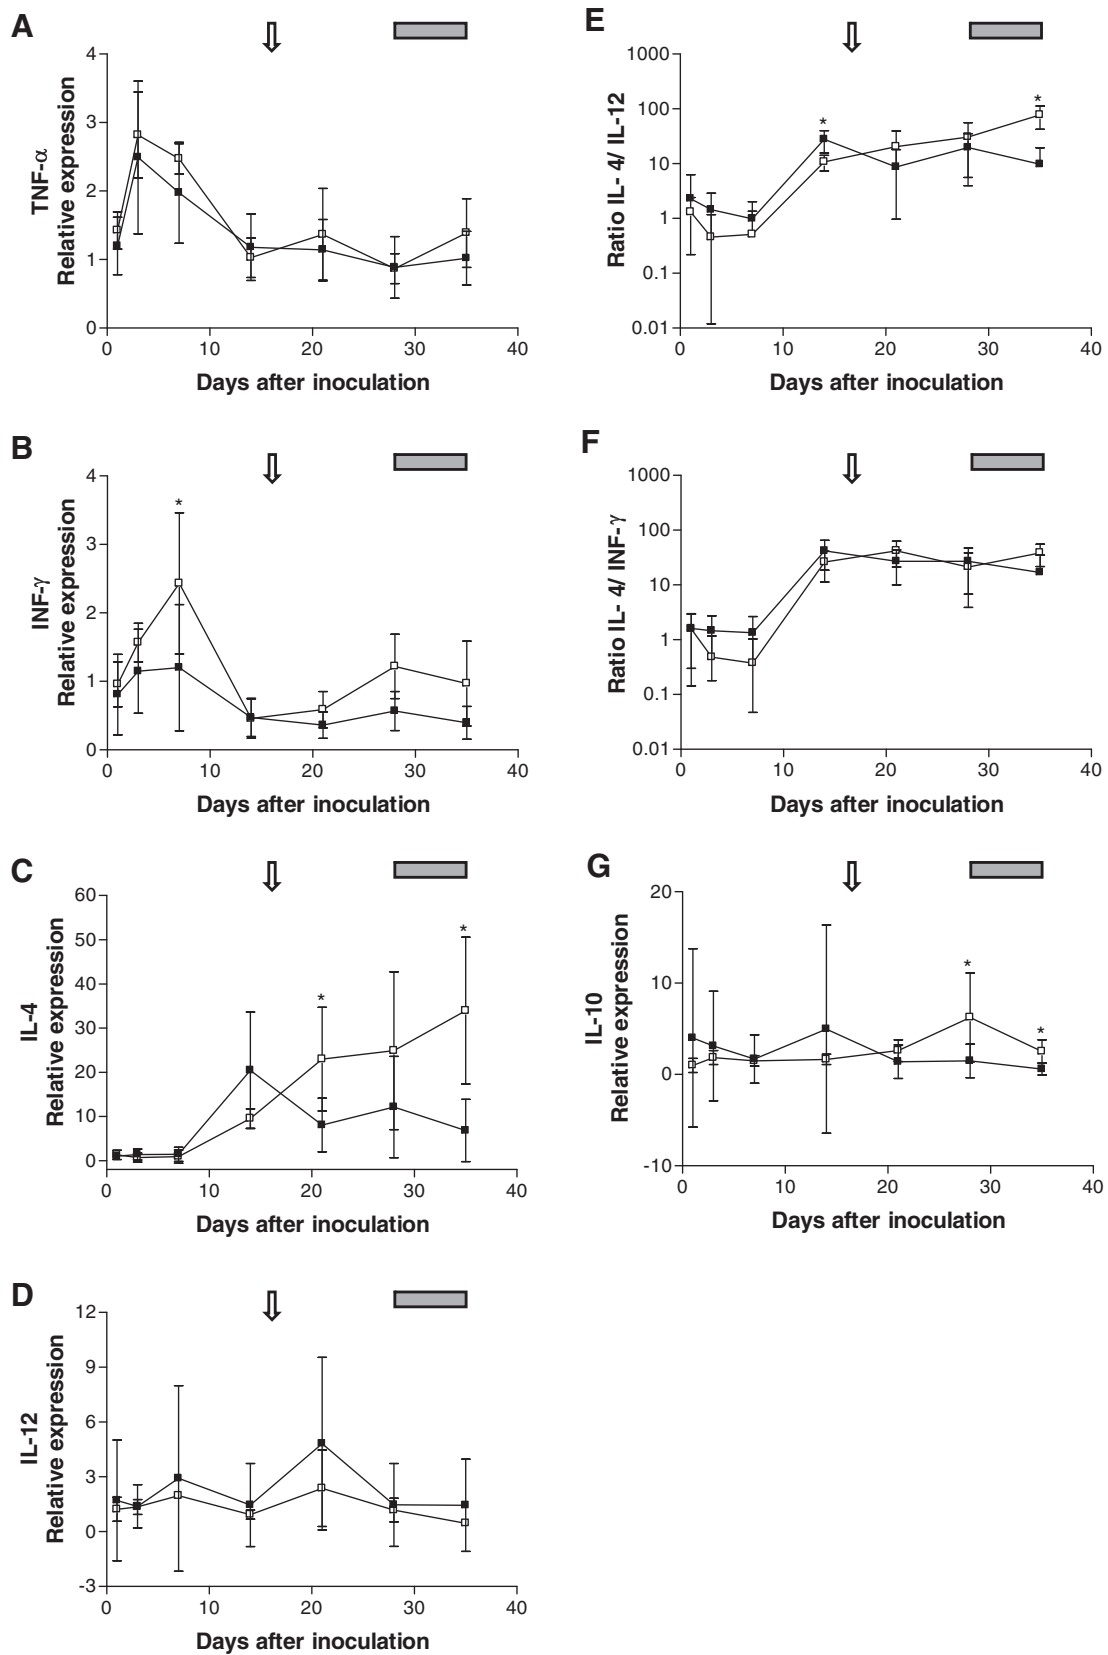 A
TNF-α
Relative expression
4
3
2
1
0
0 10 20 30 40
Days after inoculation
B
*
INF-γ
Relative expression
4
3
2
1
0
0 10 20 30 40
Days after inoculation
C
*
*
IL-4
Relative expression
60
50
40
30
20
10
0
0 10 20 30 40
Days after inoculation
D
IL-12
Relative expression
12
9
6
3
0
-3
0 10 20 30 40
Days after inoculation
E
*
*
Ratio IL- 4/ IL-12
1000
100
10
1
0.1
0.01
0 10 20 30 40
Days after inoculation
F
Ratio IL- 4/ INF-γ
1000
100
10
1
0.1
0.01
0 10 20 30 40
Days after inoculation
G
*
*
IL-10
Relative expression
20
10
0
-10
0 10 20 30 40
Days after inoculation